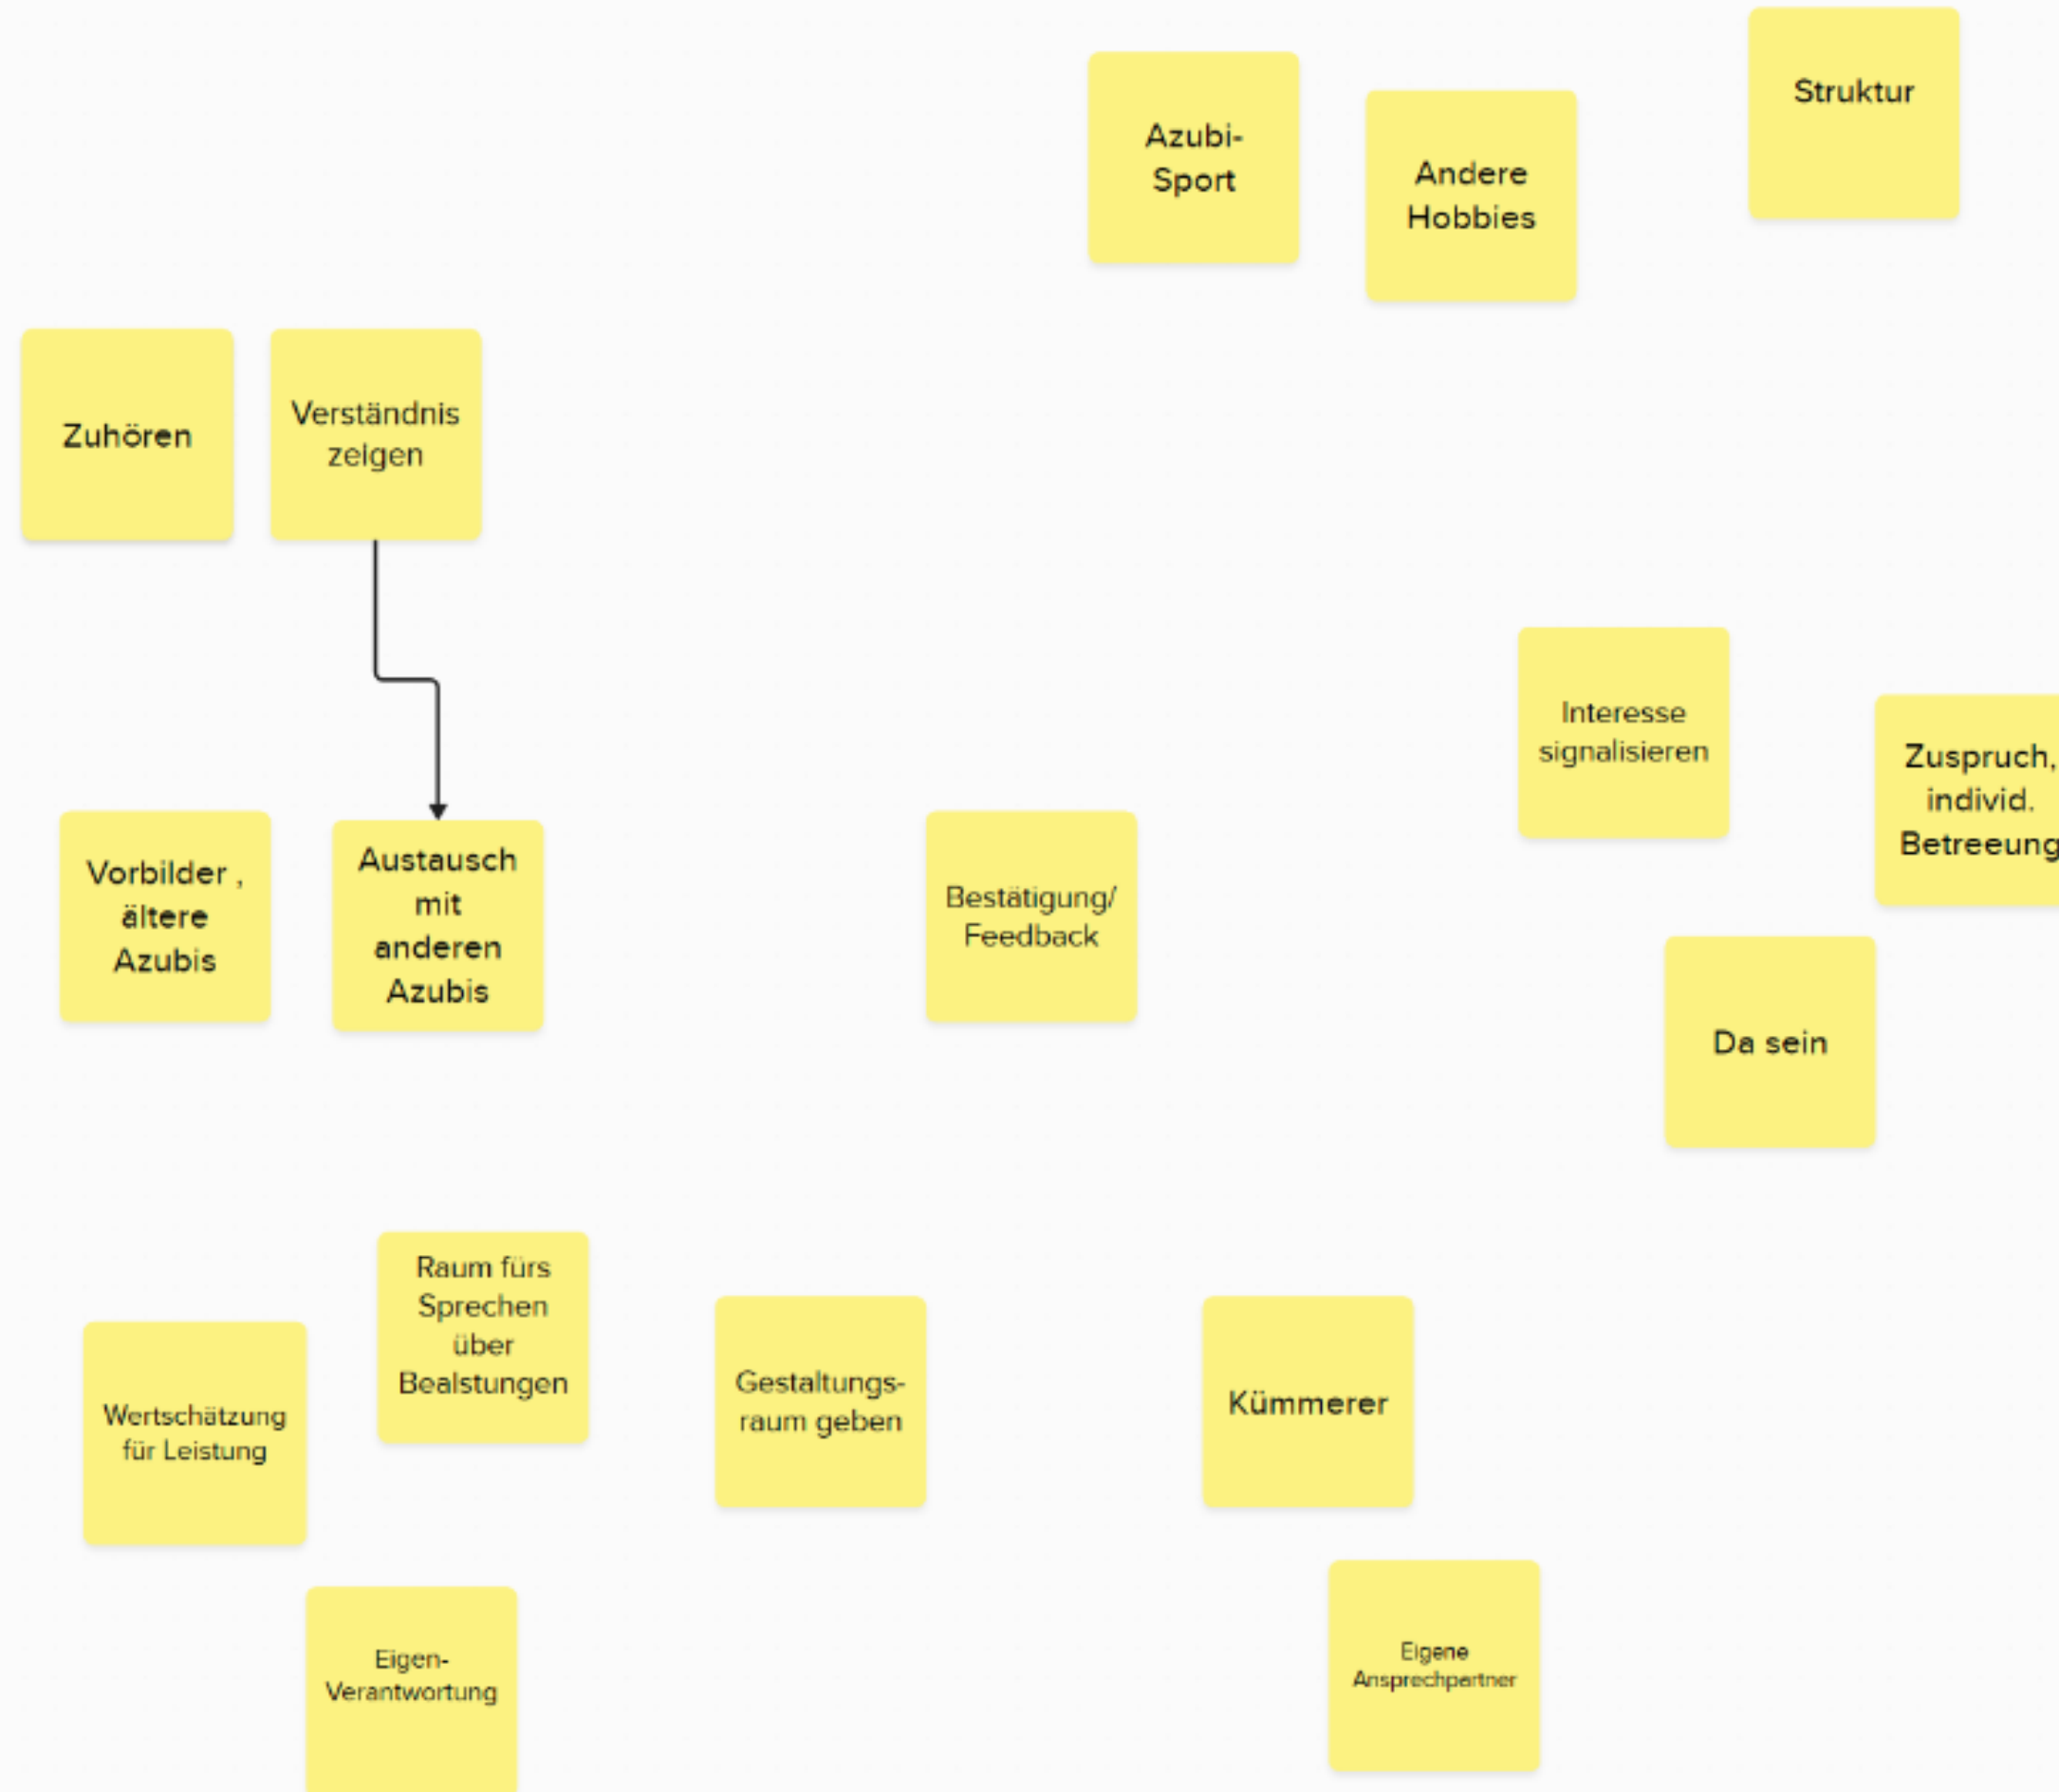 Struktur
Azubi-
Sport
Andere
Hobbies
Zuhören
Verständnis
zeigen
Interesse
signalisieren
Zuspruch,
individ.
Betreeung
Vorbilder ,
ältere
Azubis
Austausch
mit
anderen
Azubis
Bestätigung/
Feedback
Da sein
Raum fürs
Sprechen
über
Bealstungen
Wertschätzung
für Leistung
Gestaltungs-
raum geben
Kümmerer
Eigen-
Verantwortung
Eigene
Ansprechpartner